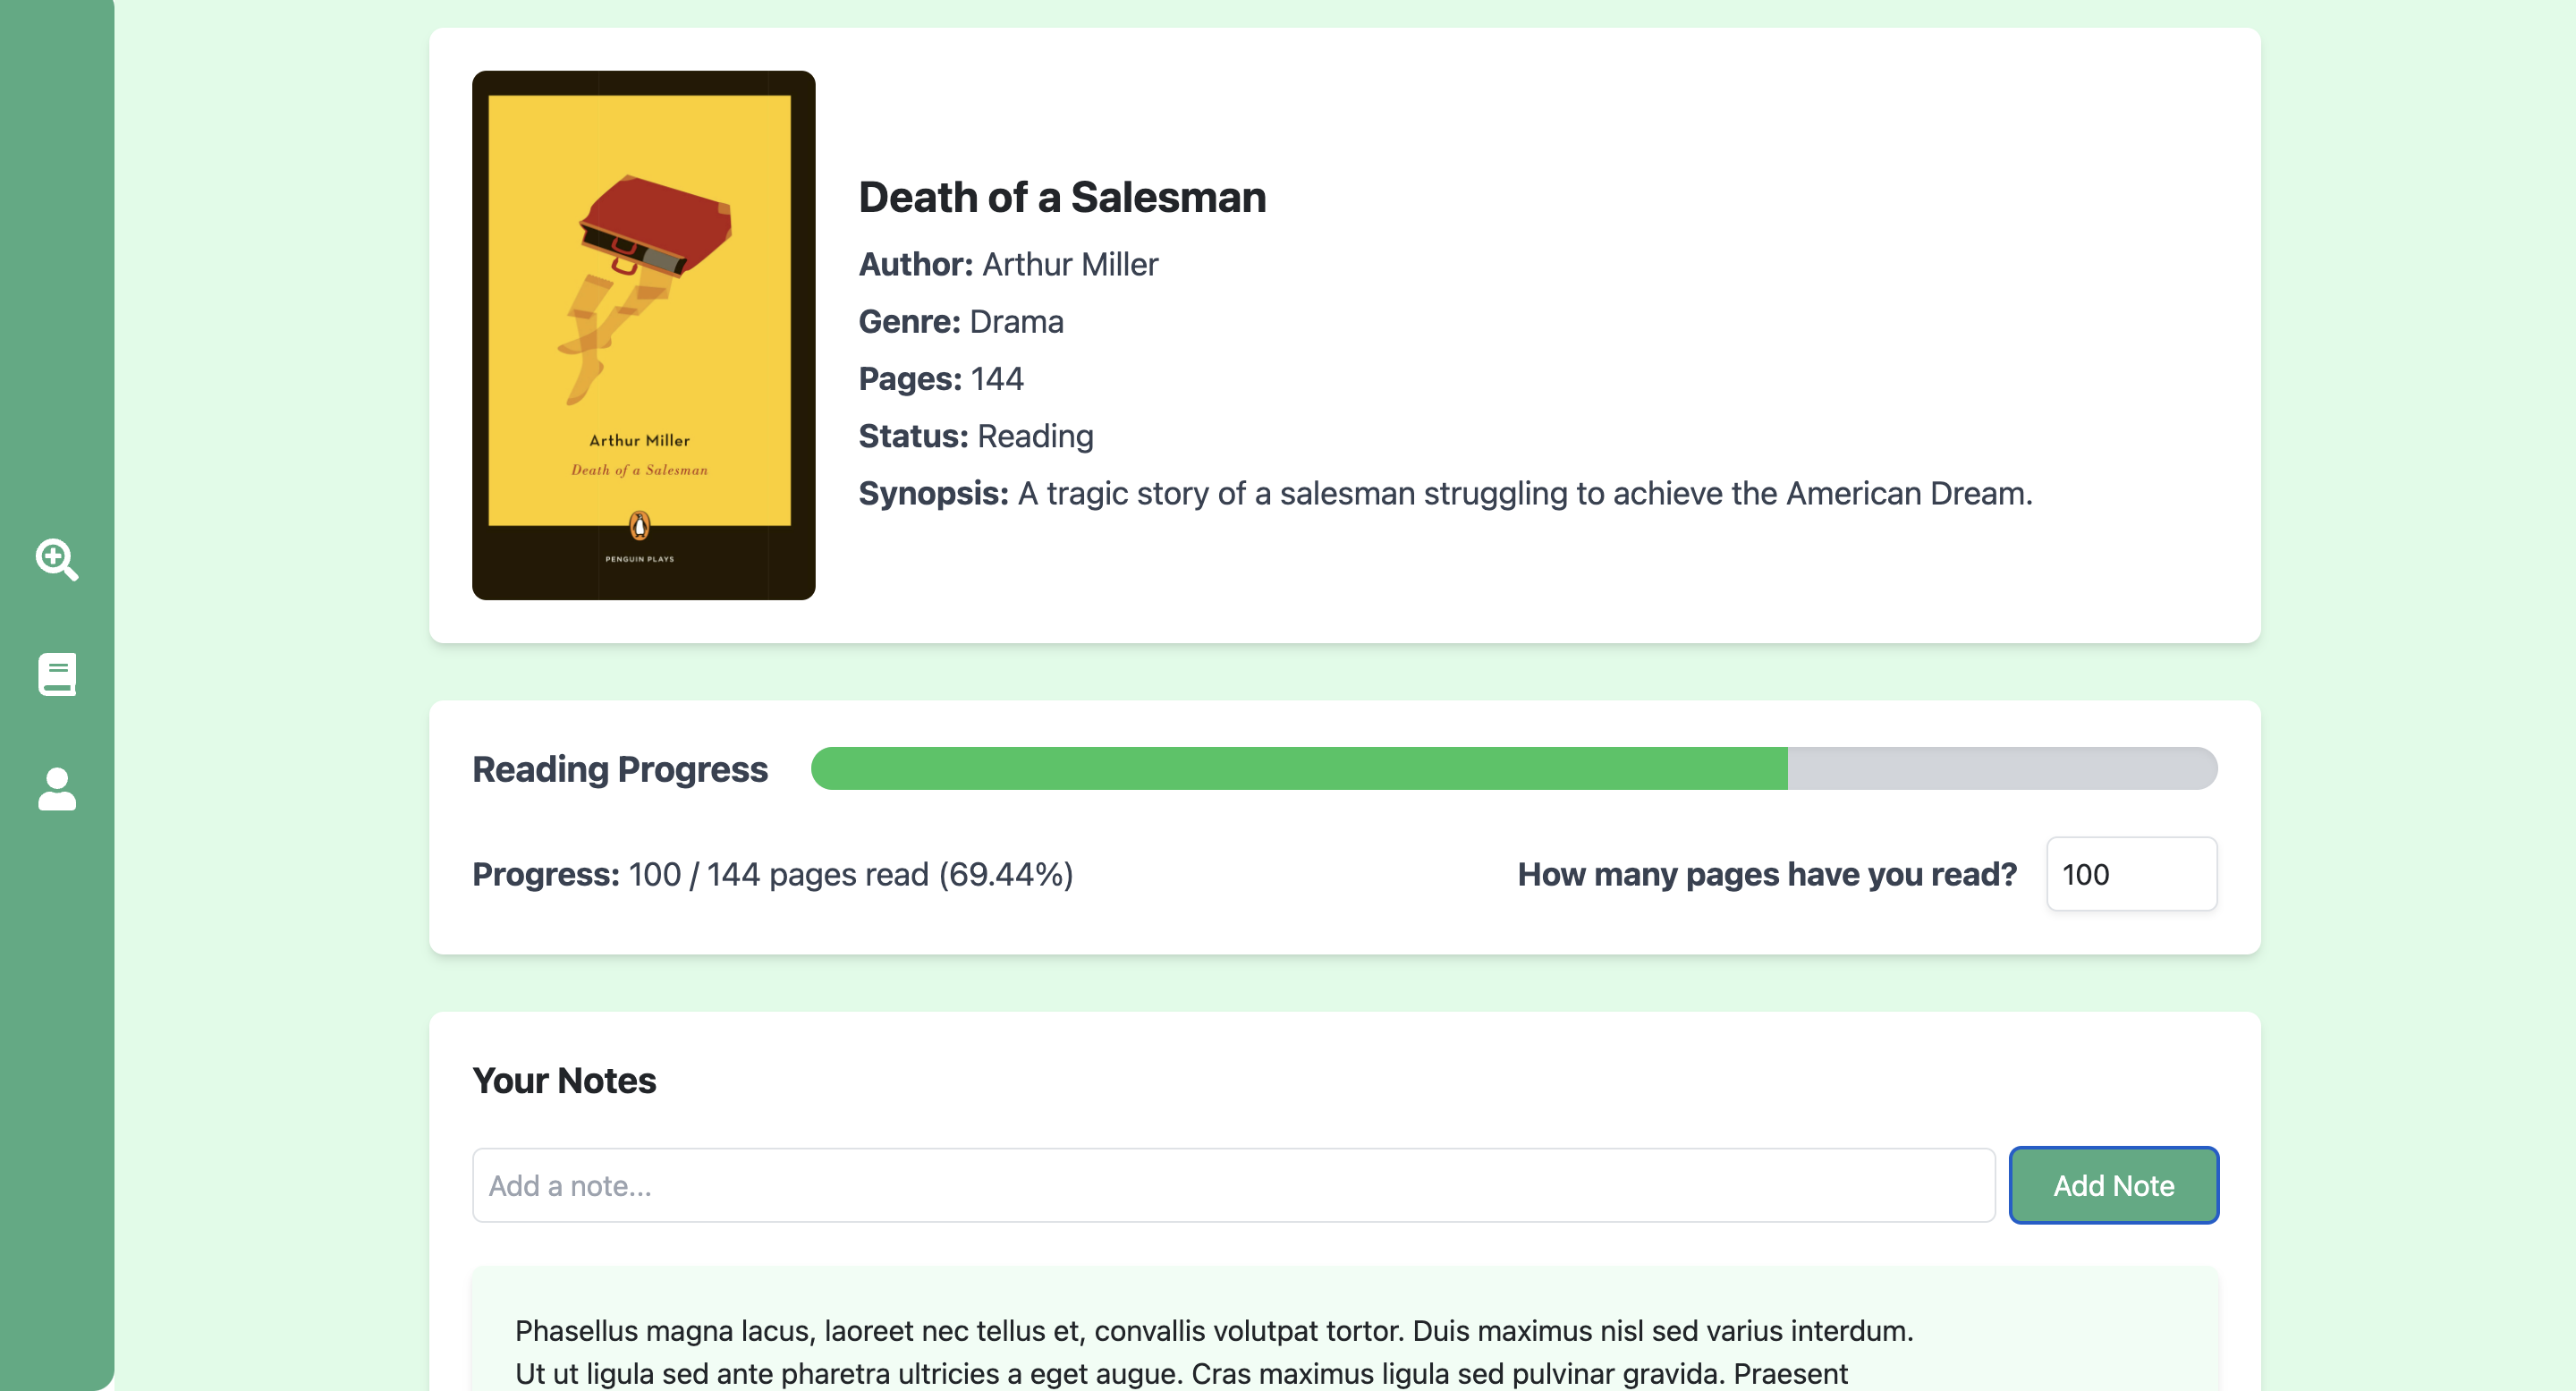 Arthur Miller
Death of a Salesman
PENGUIN PLAYS
Death of a Salesman
Author: Arthur Miller
Genre: Drama
Pages: 144
Status: Reading
Synopsis: A tragic story of a salesman struggling to achieve the American Dream.
Reading Progress
Progress: 100 / 144 pages read (69.44%)
How many pages have you read? 100
Your Notes
Add a note...
Add Note
Phasellus magna lacus, laoreet nec tellus et, convallis volutpat tortor. Duis maximus nisl sed varius interdum.
Ut ut ligula sed ante pharetra ultricies a eget augue. Cras maximus ligula sed pulvinar gravida. Praesent